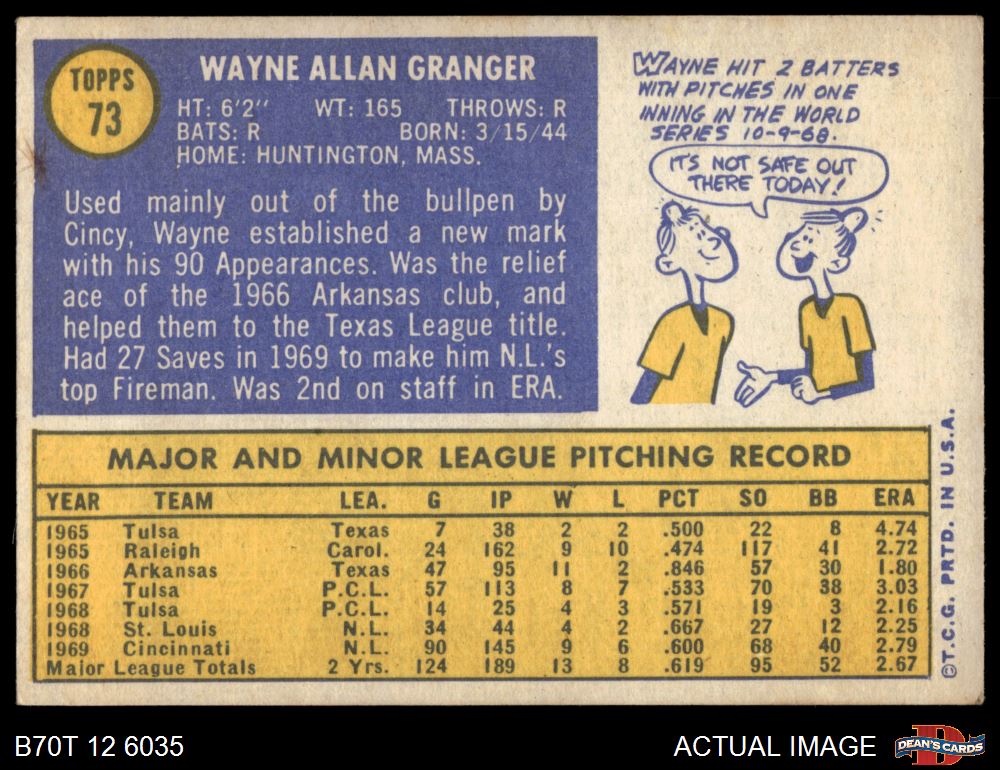 TOPPS
73
WAYNE ALLAN GRANGER
HT: 6'2" WT: 165 THROWS: R
BATS: R BORN: 3/15/44
HOME: HUNTINGTON, MASS.
Used mainly out of the bullpen by
Cincy, Wayne established a new mark
with his 90 Appearances. Was the relief
ace of the 1966 Arkansas club, and
helped them to the Texas League title.
Had 27 Saves in 1969 to make him N.L.'s
top Fireman. Was 2nd on staff in ERA.
WAYNE HIT 2 BATTERS
WITH PITCHES IN ONE
INNING IN THE WORLD
SERIES 10-9-68.
IT'S NOT SAFE OUT
THERE TODAY!
MAJOR AND MINOR LEAGUE PITCHING RECORD
YEAR TEAM LEA. G IP W L PCT SO BB ERA
1965 Tulsa Texas 7 38 2 2 .500 22 8 4.74
1965 Raleigh Carol. 24 162 9 10 .474 117 41 2.72
1966 Arkansas Texas 47 95 11 2 .846 57 30 1.80
1967 Tulsa P.C.L. 57 113 8 7 .533 70 38 3.03
1968 Tulsa P.C.L. 14 25 4 3 .571 19 3 2.16
1968 St. Louis N.L. 34 44 4 2 .667 27 12 2.25
1969 Cincinnati N.L. 90 145 9 6 .600 68 40 2.79
Major League Totals 2 Yrs. 124 189 13 8 .619 95 52 2.67
©T.C.G. PRTD. IN U.S.A.
B70T 12 6035
ACTUAL IMAGE
DEAN'S CARDS